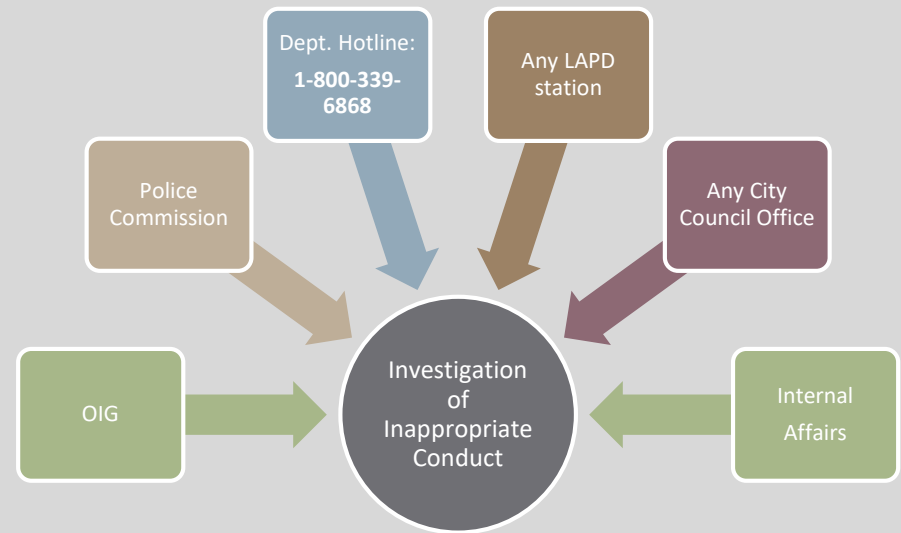 Dept. Hotline:
1-800-339-
6868
Any LAPD
station
Police
Commission
Any City
Council Office
OIG
Investigation
of
Inappropriate
Conduct
Internal
Affairs